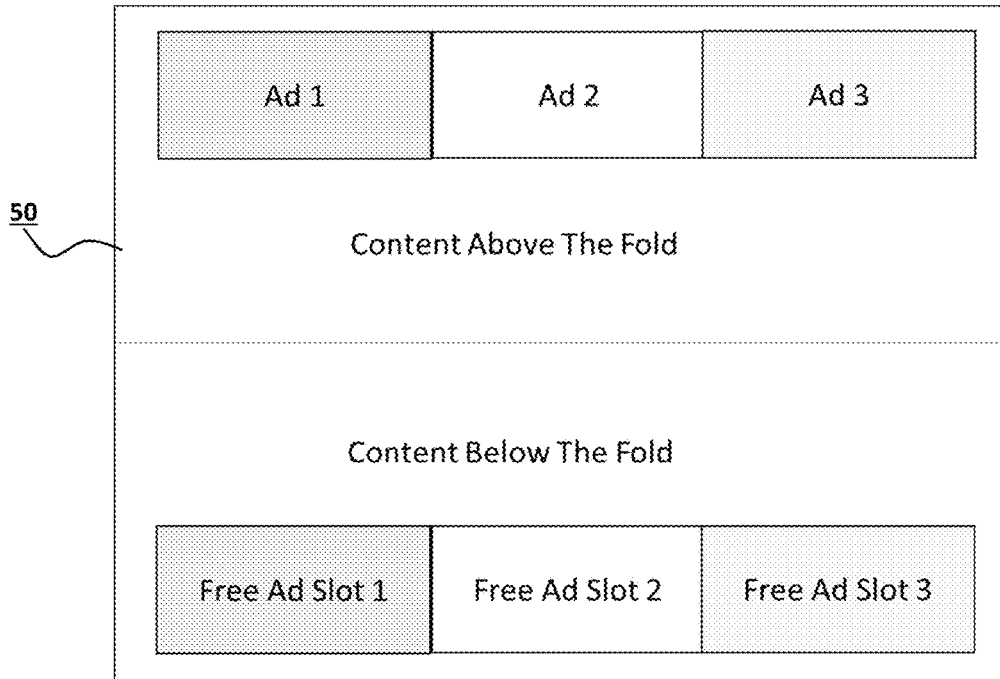 Ad 1 Ad 2 Ad 3
50
Content Above The Fold
Content Below The Fold
Free Ad Slot 1 Free Ad Slot 2 Free Ad Slot 3